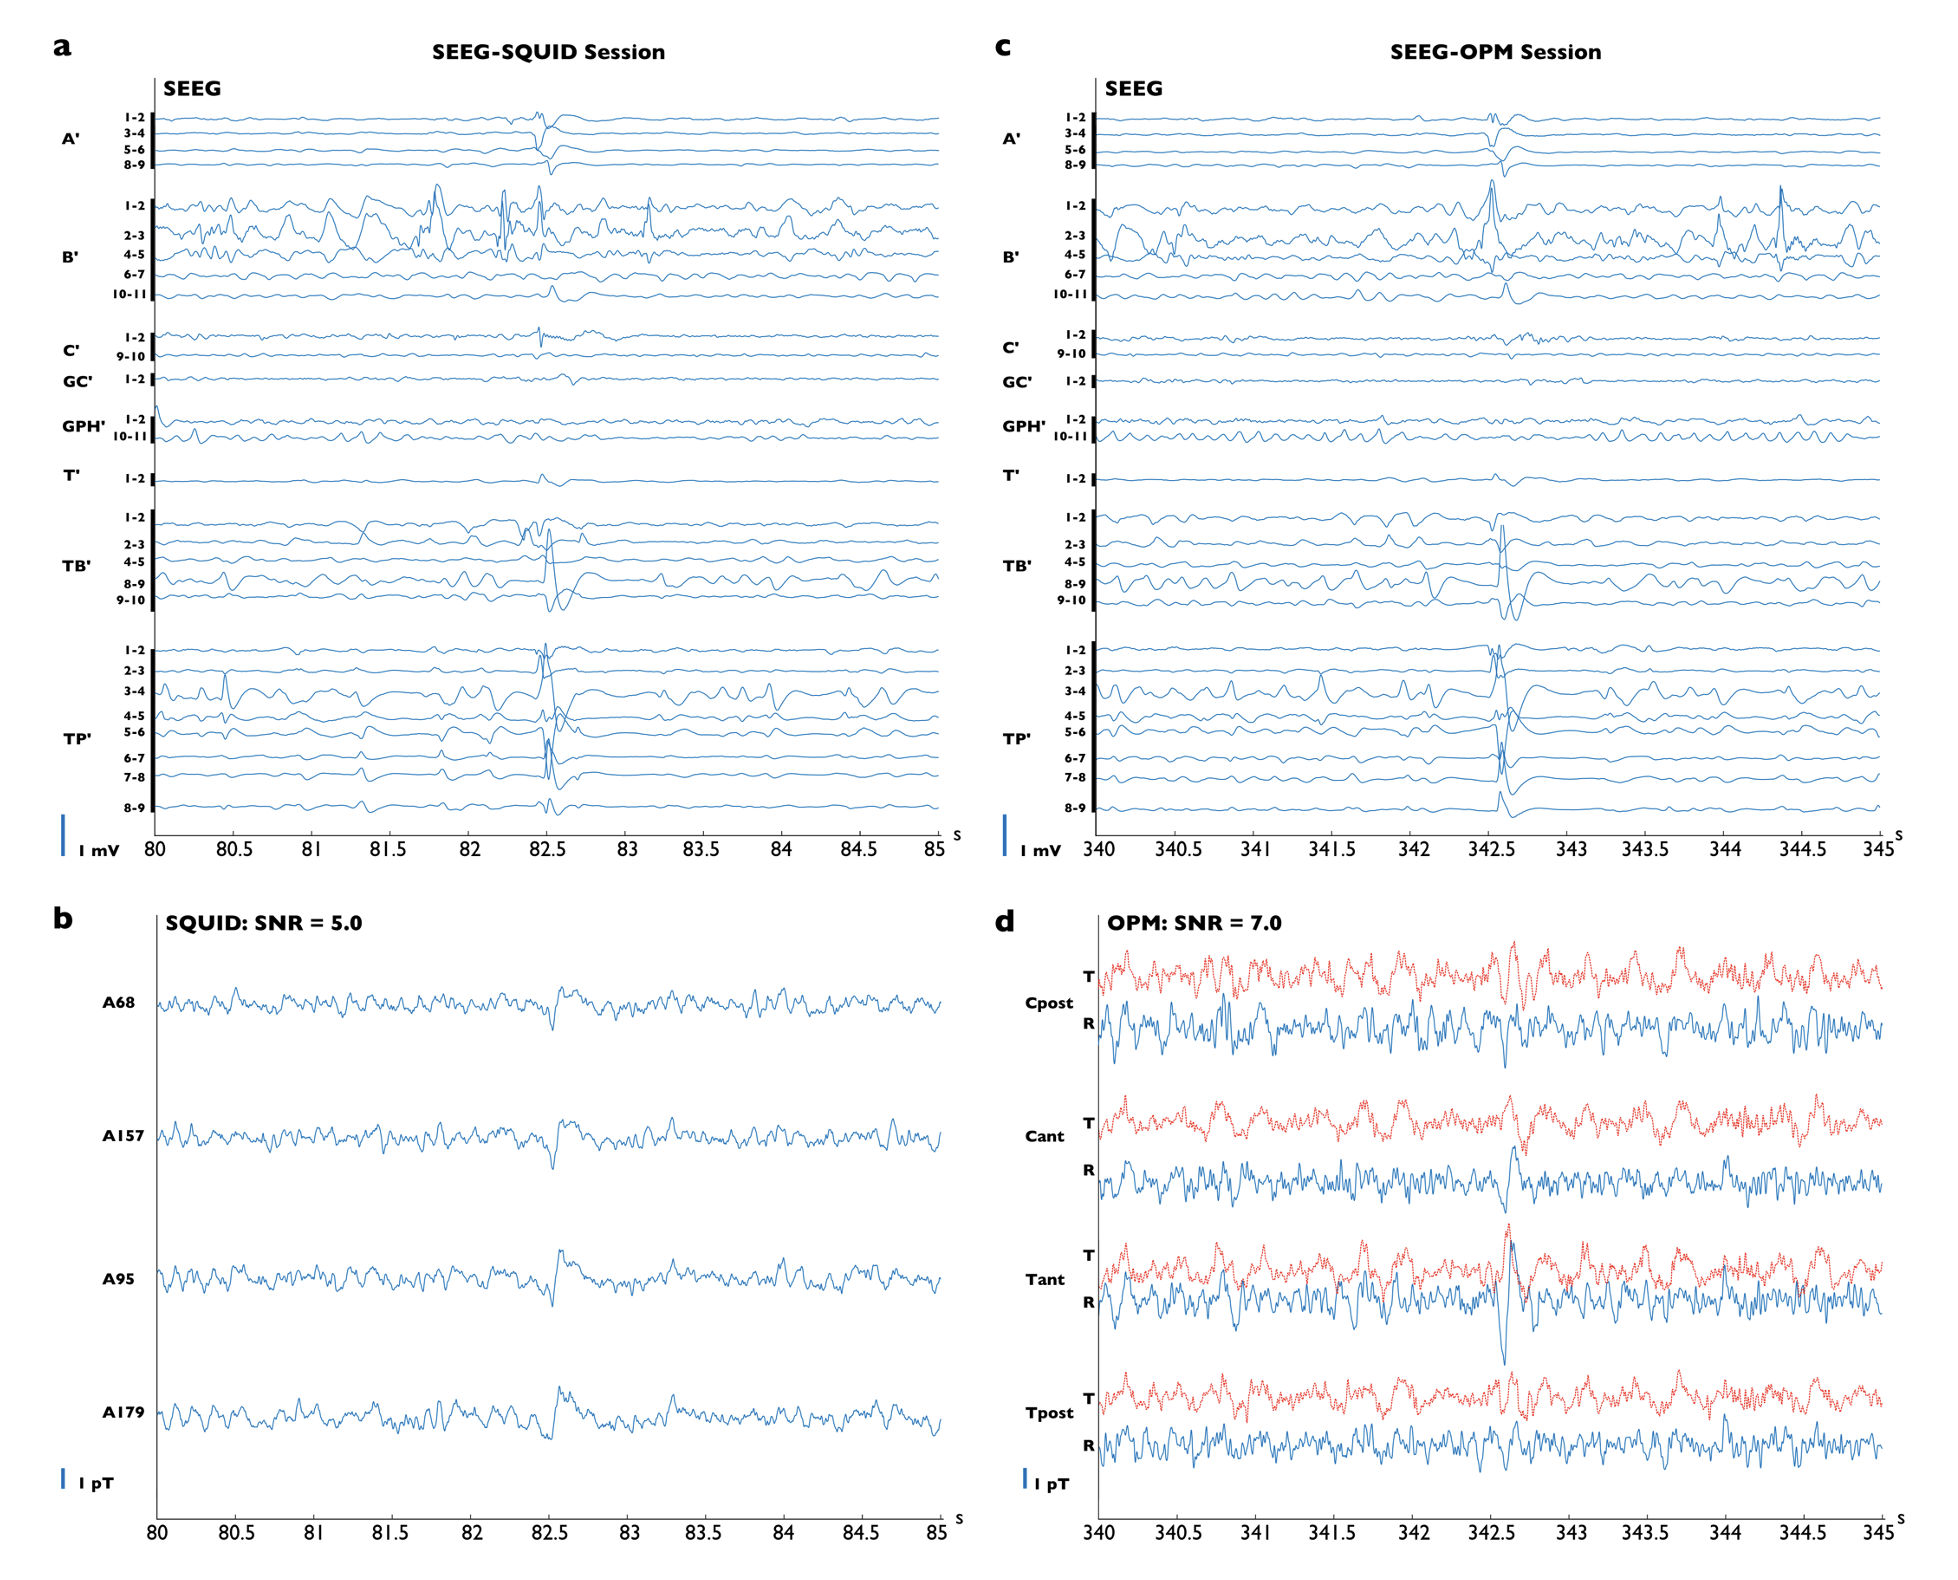 a
SEEG-SQUID Session
SEEG
A'
1-2
3-4
5-6
8-9
B'
1-2
2-3
4-5
6-7
10-11
C'
1-2
9-10
GC'
1-2
GPH'
1-2
10-11
T'
1-2
TB'
1-2
2-3
4-5
8-9
9-10
TP'
1-2
2-3
3-4
4-5
5-6
6-7
7-8
8-9
1 mV
80 80.5 81 81.5 82 82.5 83 83.5 84 84.5 85 s
b
SQUID: SNR = 5.0
A68
A157
A95
A179
1 pT
80 80.5 81 81.5 82 82.5 83 83.5 84 84.5 85 s
c
SEEG-OPM Session
SEEG
A'
1-2
3-4
5-6
8-9
B'
1-2
2-3
4-5
6-7
10-11
C'
1-2
9-10
GC'
1-2
GPH'
1-2
10-11
T'
1-2
TB'
1-2
2-3
4-5
8-9
9-10
TP'
1-2
2-3
3-4
4-5
5-6
6-7
7-8
8-9
1 mV
340 340.5 341 341.5 342 342.5 343 343.5 344 344.5 345 s
d
OPM: SNR = 7.0
Cpost
T
R
Cant
T
R
Tant
T
R
Tpost
T
R
1 pT
340 340.5 341 341.5 342 342.5 343 343.5 344 344.5 345 s